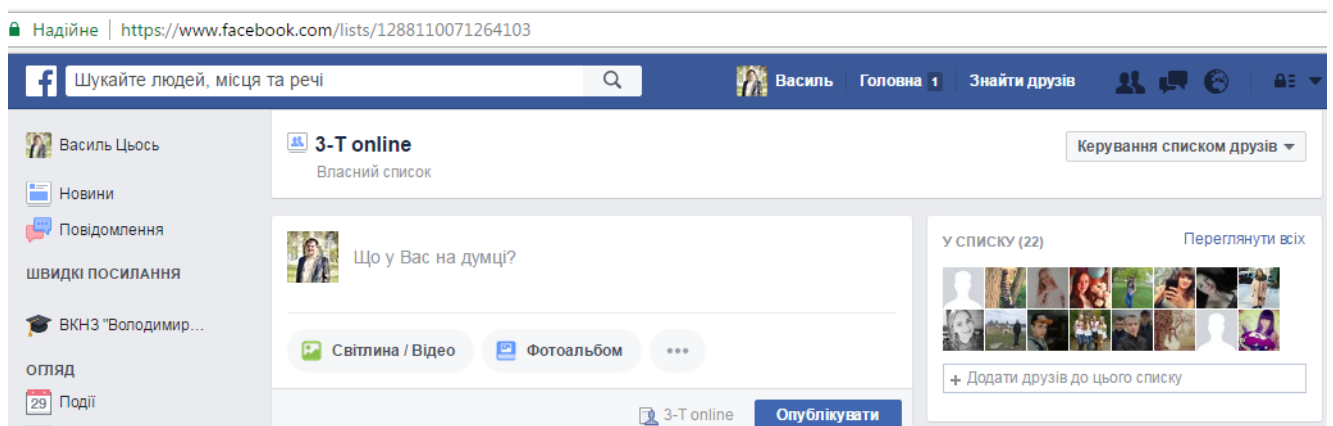 Надійне https://www.facebook.com/lists/1288110071264103
f Шукайте людей, місця та речі Василь Головна 1 Знайти друзів
Василь Цьось
Новини
Повідомлення
ШВИДКІ ПОСИЛАННЯ
ВКНЗ "Володимир...
ОГЛЯД
29 Події
3-Т online
Власний список
Керування списком друзів
Що у Вас на думці?
Світлина / Відео Фотоальбом
3-Т online Опублікувати
У СПИСКУ (22) Переглянути всіх
+ Додати друзів до цього списку